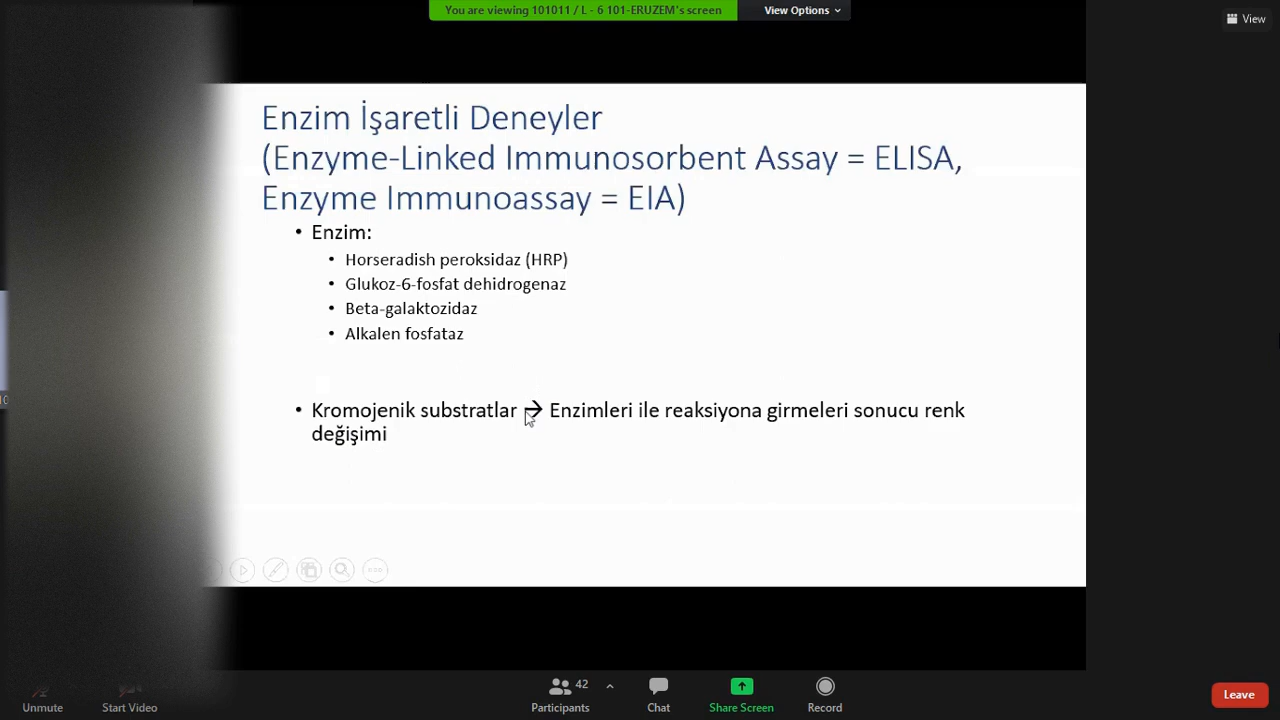 You are viewing 101011 / L - 6 101-ERUZEM's screen
View Options
View
Enzim İşaretli Deneyler
(Enzyme-Linked Immunosorbent Assay = ELISA,
Enzyme Immunoassay = EIA)
• Enzim:
• Horseradish peroksidaz (HRP)
• Glukoz-6-fosfat dehidrogenaz
• Beta-galaktozidaz
• Alkalen fosfataz
• Kromojenik substratlar → Enzimleri ile reaksiyona girmeleri sonucu renk
değişimi
Unmute
Start Video
42
Participants
Chat
Share Screen
Record
Leave